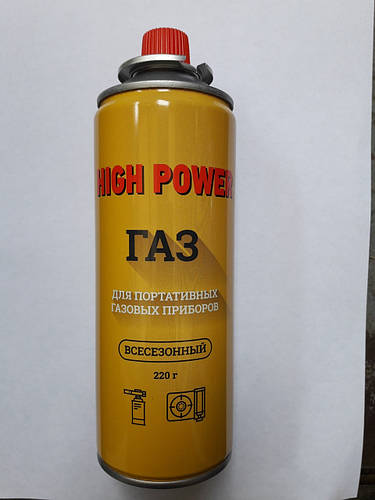 HIGH POWER
ГАЗ
ДЛЯ ПОРТАТИВНЫХ
ГАЗОВЫХ ПРИБОРОВ
ВСЕСЕЗОННЫЙ
220 г